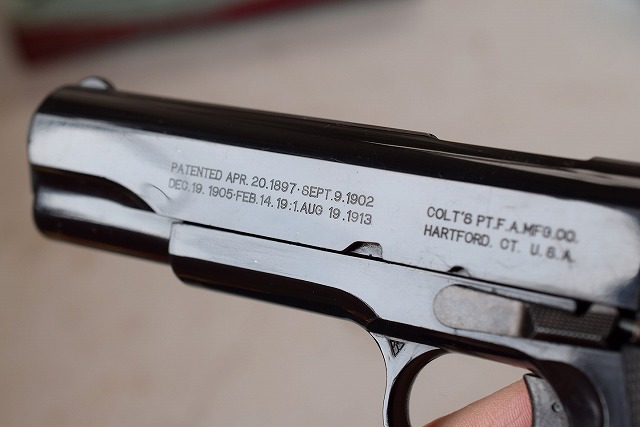 PATENTED APR. 20.1897 · SEPT. 9.1902
DEC. 19. 1905 · FEB. 14. 19:1. AUG 19 .1913
COLT'S PT. F. A. MFG. CO.
HARTFORD. CT. U. S. A.